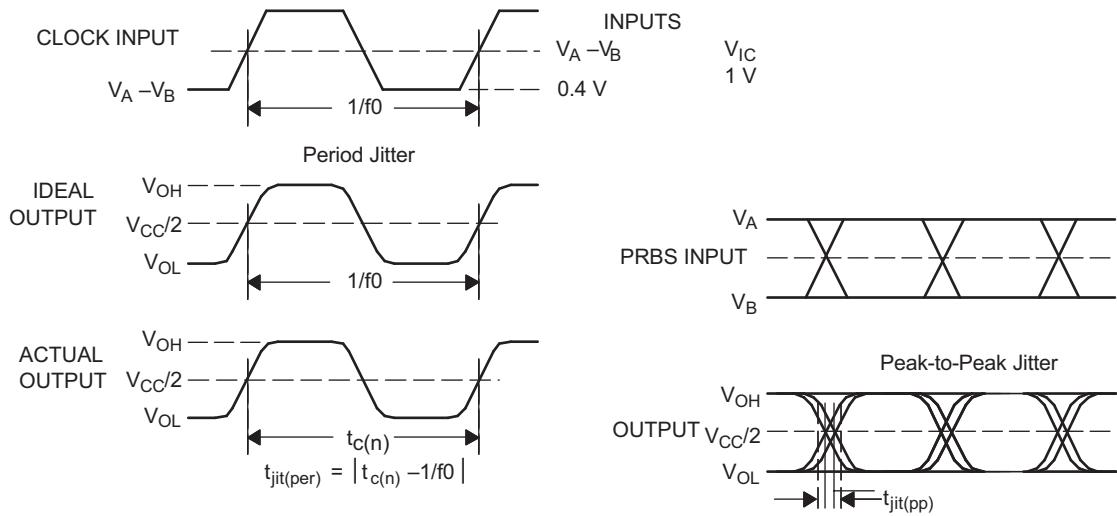 CLOCK INPUT
V_A –V_B
1/f0
INPUTS
V_A –V_B
V_IC
0.4 V
1 V
Period Jitter
IDEAL
OUTPUT
V_OH
V_CC/2
V_OL
1/f0
ACTUAL
OUTPUT
V_OH
V_CC/2
V_OL
t_c(n)
t_jit(per) = | t_c(n) –1/f0 |
V_A
PRBS INPUT
V_B
Peak-to-Peak Jitter
V_OH
OUTPUT V_CC/2
V_OL
t_jit(pp)